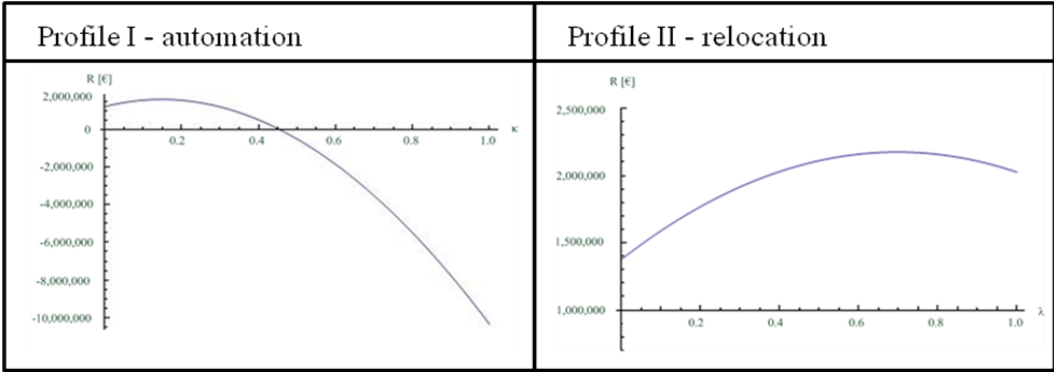 Profile I - automation
Profile II - relocation
R [€]
2,000,000
0
-2,000,000
-4,000,000
-6,000,000
-8,000,000
-10,000,000
0.2 0.4 0.6 0.8 1.0 κ
R [€]
2,500,000
2,000,000
1,500,000
1,000,000
0.2 0.4 0.6 0.8 1.0 λ